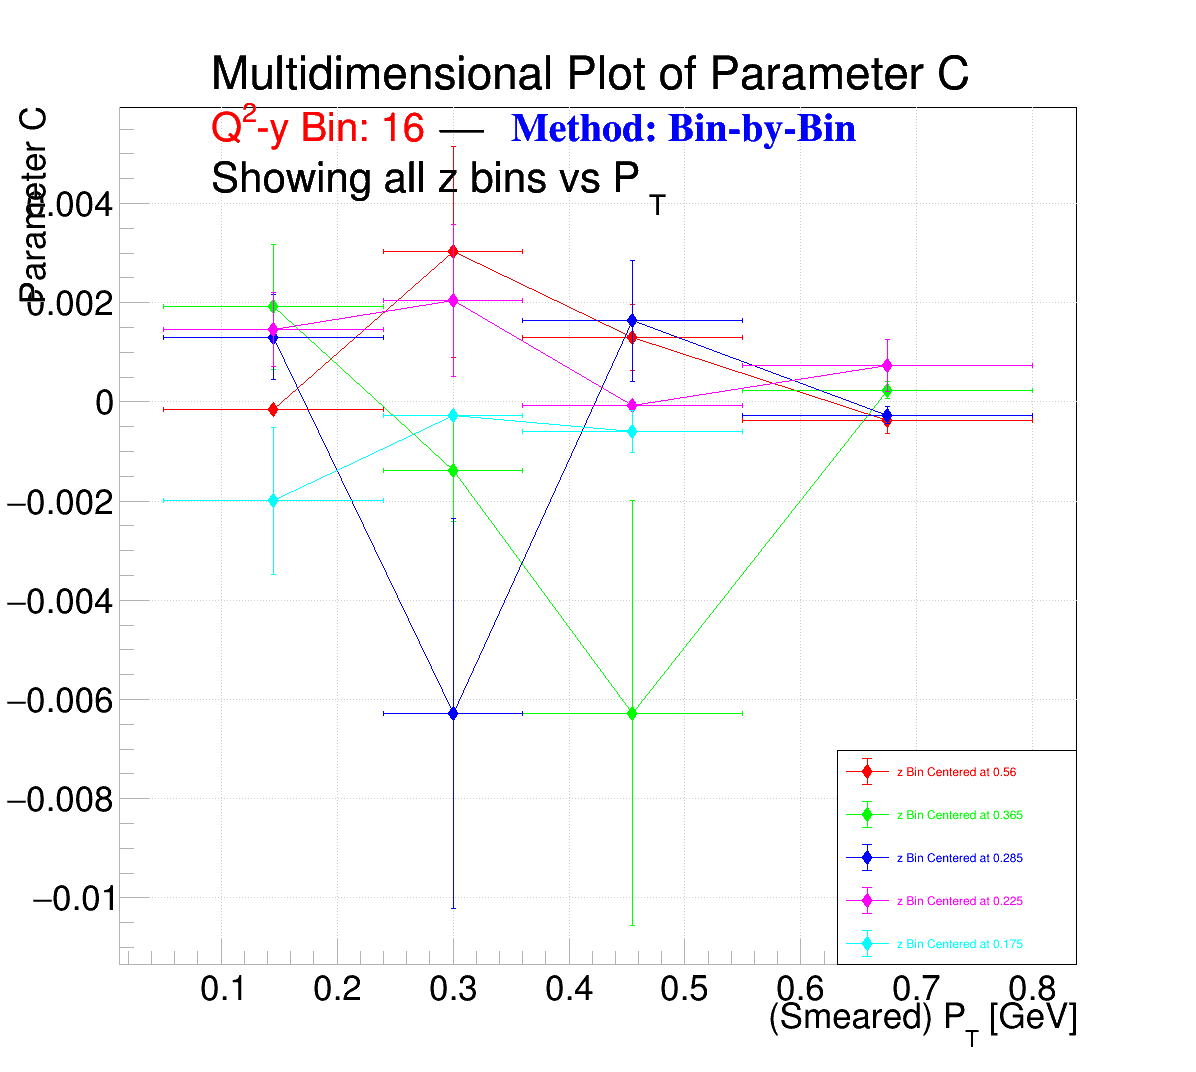 Multidimensional Plot of Parameter C
Q²-y Bin: 16 — Method: Bin-by-Bin
Showing all z bins vs P_T
Parameter C
0.004
0.002
0
−0.002
−0.004
−0.006
−0.008
−0.01
z Bin Centered at 0.56
z Bin Centered at 0.365
z Bin Centered at 0.285
z Bin Centered at 0.225
z Bin Centered at 0.175
0.1 0.2 0.3 0.4 0.5 0.6 0.7 0.8
(Smeared) P_T [GeV]